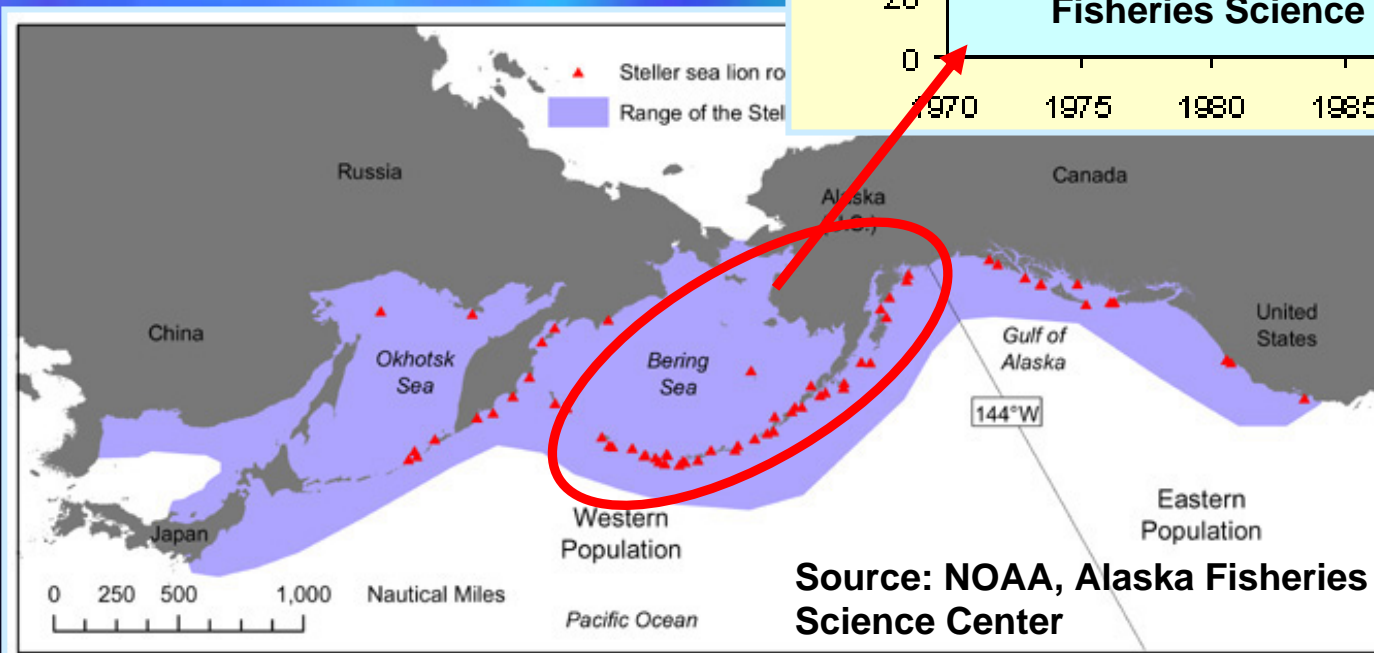 Fisheries Science
0
1970 1975 1980 1985
Steller sea lion
Range of the
Russia
Canada
Alaska
China
Okhotsk
Sea
Bering
Sea
Gulf of
Alaska
United
States
144°W
Japan
Western
Population
Eastern
Population
0 250 500 1,000 Nautical Miles
Pacific Ocean
Source: NOAA, Alaska Fisheries
Science Center